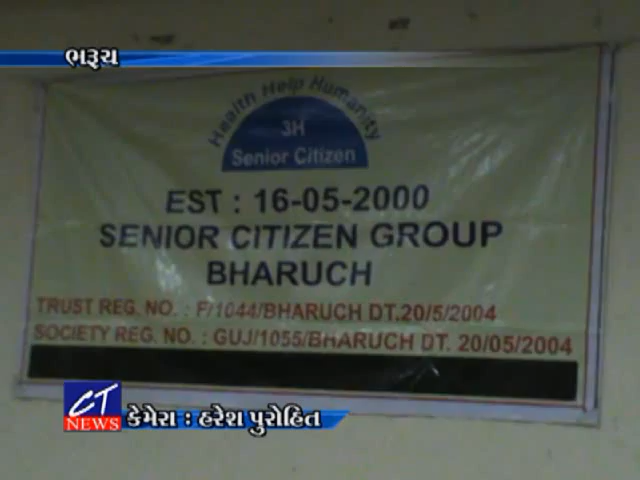 ભરૂચ
Health Help Humanity
3H
Senior Citizen
EST : 16-05-2000
SENIOR CITIZEN GROUP
BHARUCH
TRUST REG. NO. : F/1044/BHARUCH DT.20/5/2004
SOCIETY REG. NO. : GUJ/1055/BHARUCH DT. 20/05/2004
CT
NEWS
કેમેરા : હરેશ પુરોહિત